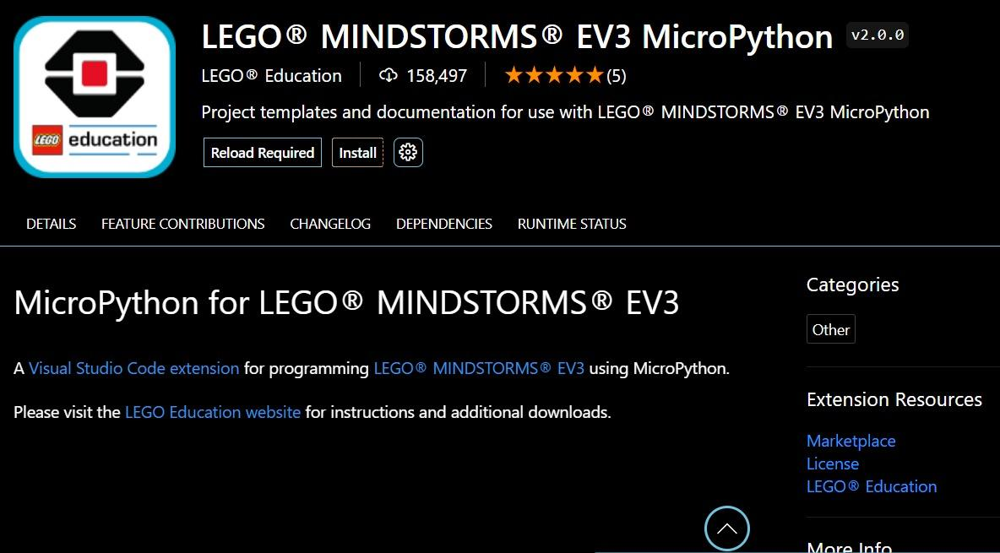 LEGO® MINDSTORMS® EV3 MicroPython v2.0.0
LEGO® Education 158,497 (5)
Project templates and documentation for use with LEGO® MINDSTORMS® EV3 MicroPython
LEGO education
Reload Required Install
DETAILS FEATURE CONTRIBUTIONS CHANGELOG DEPENDENCIES RUNTIME STATUS
MicroPython for LEGO® MINDSTORMS® EV3
A Visual Studio Code extension for programming LEGO® MINDSTORMS® EV3 using MicroPython.
Please visit the LEGO Education website for instructions and additional downloads.
Categories
Other
Extension Resources
Marketplace
License
LEGO® Education
More Info